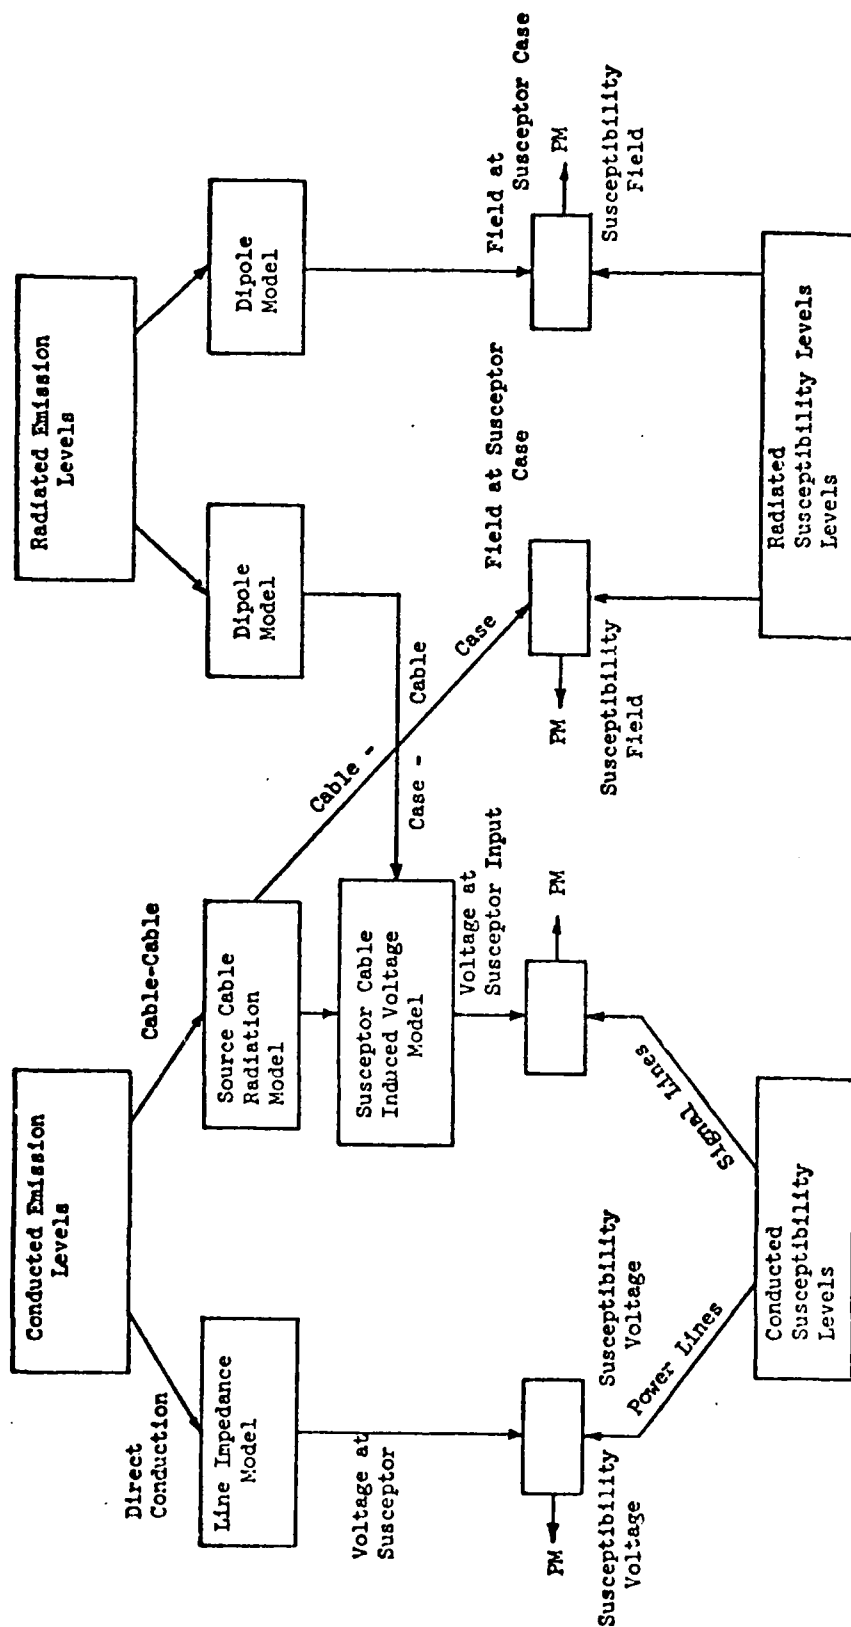 Conducted Emission
Levels
Radiated Emission
Levels
Direct
Conduction
Cable-Cable
Line Impedance
Model
Source Cable
Radiation
Model
Dipole
Model
Dipole
Model
Susceptor Cable
Induced Voltage
Model
Cable -
Case
Case -
Cable
Voltage at
Susceptor
Voltage at
Susceptor Input
Field at Susceptor
Case
Field at
Susceptor Case
PM
PM
PM
PM
Susceptibility
Voltage
Susceptibility
Voltage
Susceptibility
Field
Susceptibility
Field
Power Lines
Signal Lines
Conducted
Susceptibility
Levels
Radiated
Susceptibility Levels
Levels